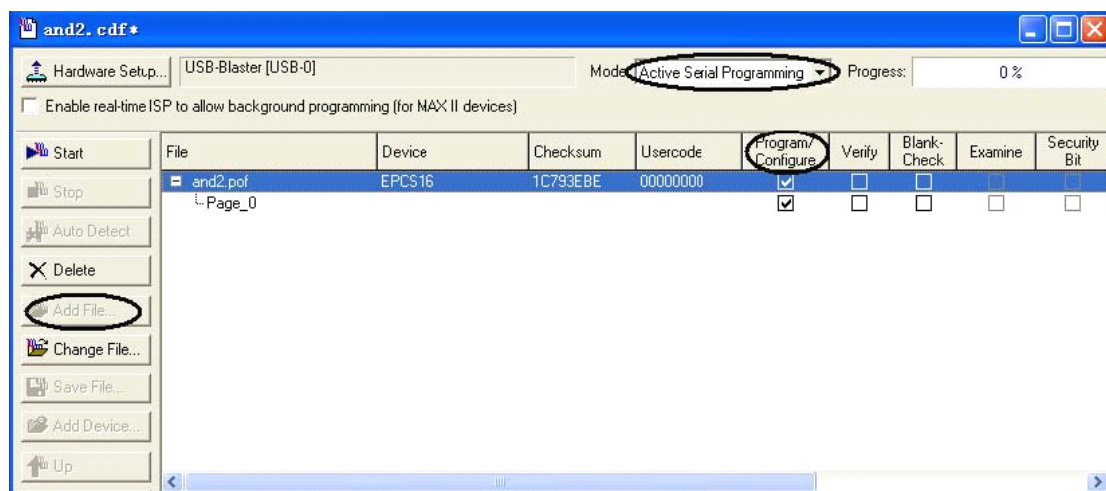 and2.cdf*
Hardware Setup... USB-Blaster [USB-0] Mode Active Serial Programming Progress: 0 %
Enable real-time ISP to allow background programming (for MAX II devices)
Start
Stop
Auto Detect
Delete
Add File...
Change File...
Save File...
Add Device...
Up
File Device Checksum Usercode Program/ Configure Verify Blank- Check Examine Security Bit
and2.pof EPCS16 1C793EBE 00000000
Page_0